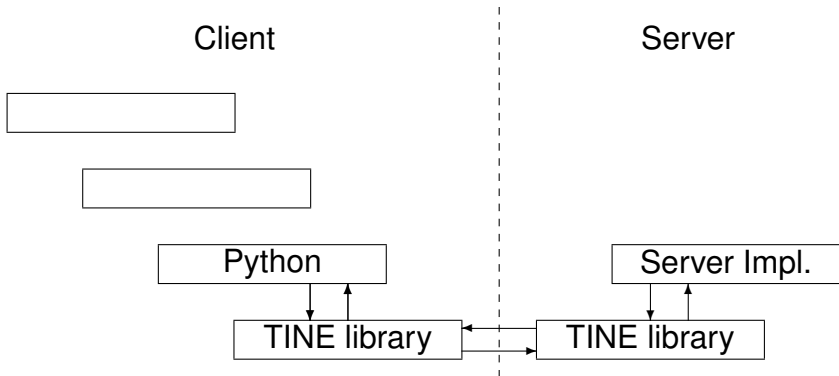 Client
Server
Python
Server Impl.
TINE library
TINE library